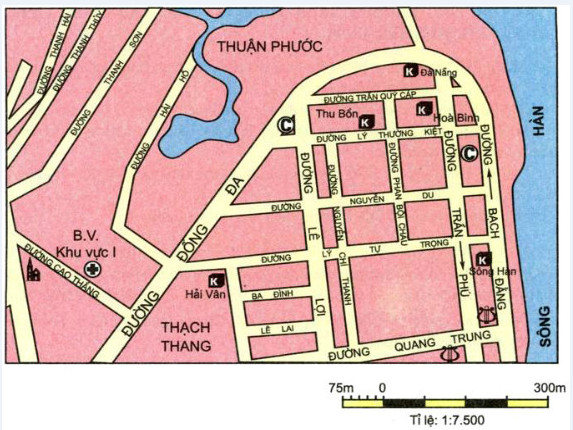 ĐƯỜNG THANH HẢI
ĐƯỜNG THANH THỦY
ĐƯỜNG THANH SƠN
ĐƯỜNG HẢI HỒ
THUẬN PHƯỚC
K
Đà Nẵng
ĐƯỜNG TRẦN QUÝ CÁP
Thu Bồn
K
K
Hoà Bình
C
ĐƯỜNG LÝ THƯỜNG KIỆT
C
HÀN
SÔNG
ĐƯỜNG BẠCH ĐẰNG
ĐƯỜNG TRẦN PHÚ
ĐƯỜNG PHAN BỘI CHÂU
ĐƯỜNG NGUYỄN CHÍ THANH
ĐƯỜNG LÊ LỢI
ĐƯỜNG ĐỐNG ĐA
ĐƯỜNG NGUYỄN DU
ĐƯỜNG LÝ TỰ TRỌNG
B.V.
Khu vực I
ĐƯỜNG CAO THẮNG
K
Hải Vân
K
Sông Hàn
BA ĐÌNH
LÊ LAI
THẠCH
THANG
ĐƯỜNG QUANG TRUNG
75m 0 300m
Tỉ lệ: 1:7.500